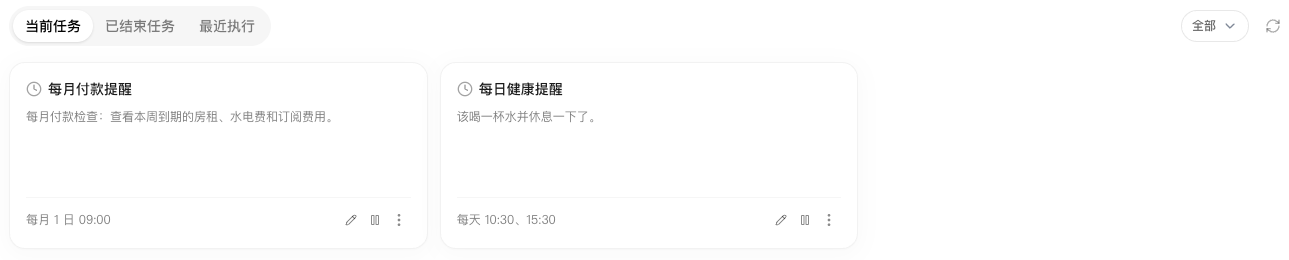 当前任务 已结束任务 最近执行 全部
每月付款提醒
每月付款检查：查看本周到期的房租、水电费和订阅费用。
每月 1 日 09:00
每日健康提醒
该喝一杯水并休息一下了。
每天 10:30、15:30